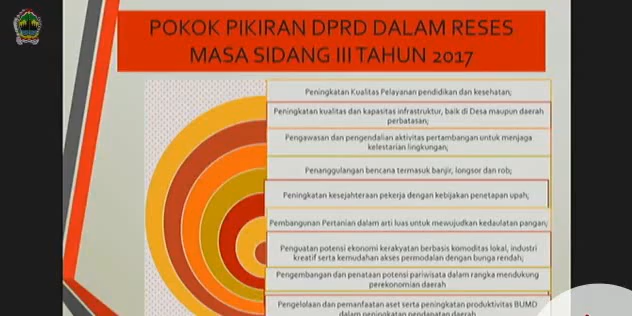 POKOK PIKIRAN DPRD DALAM RESES
MASA SIDANG III TAHUN 2017
Peningkatan Kualitas Pelayanan pendidikan dan kesehatan;
Peningkatan kualitas dan kapasitas infrastruktur, baik di Desa maupun daerah
perbatasan;
Pengawasan dan pengendalian aktivitas pertambangan untuk menjaga
kelestarian lingkungan;
Penanggulangan bencana termasuk banjir, longsor dan rob;
Peningkatan kesejahteraan pekerja dengan kebijakan penetapan upah;
Pembangunan Pertanian dalam arti luas untuk mewujudkan kedaulatan pangan;
Penguatan potensi ekonomi kerakyatan berbasis komoditas lokal, industri
kreatif serta kemudahan akses permodalan dengan bunga rendah;
Pengembangan dan penataan potensi pariwisata dalam rangka mendukung
perekonomian daerah
Pengelolaan dan pemanfaatan aset serta peningkatan produktivitas BUMD
dalam peningkatan pendapatan daerah